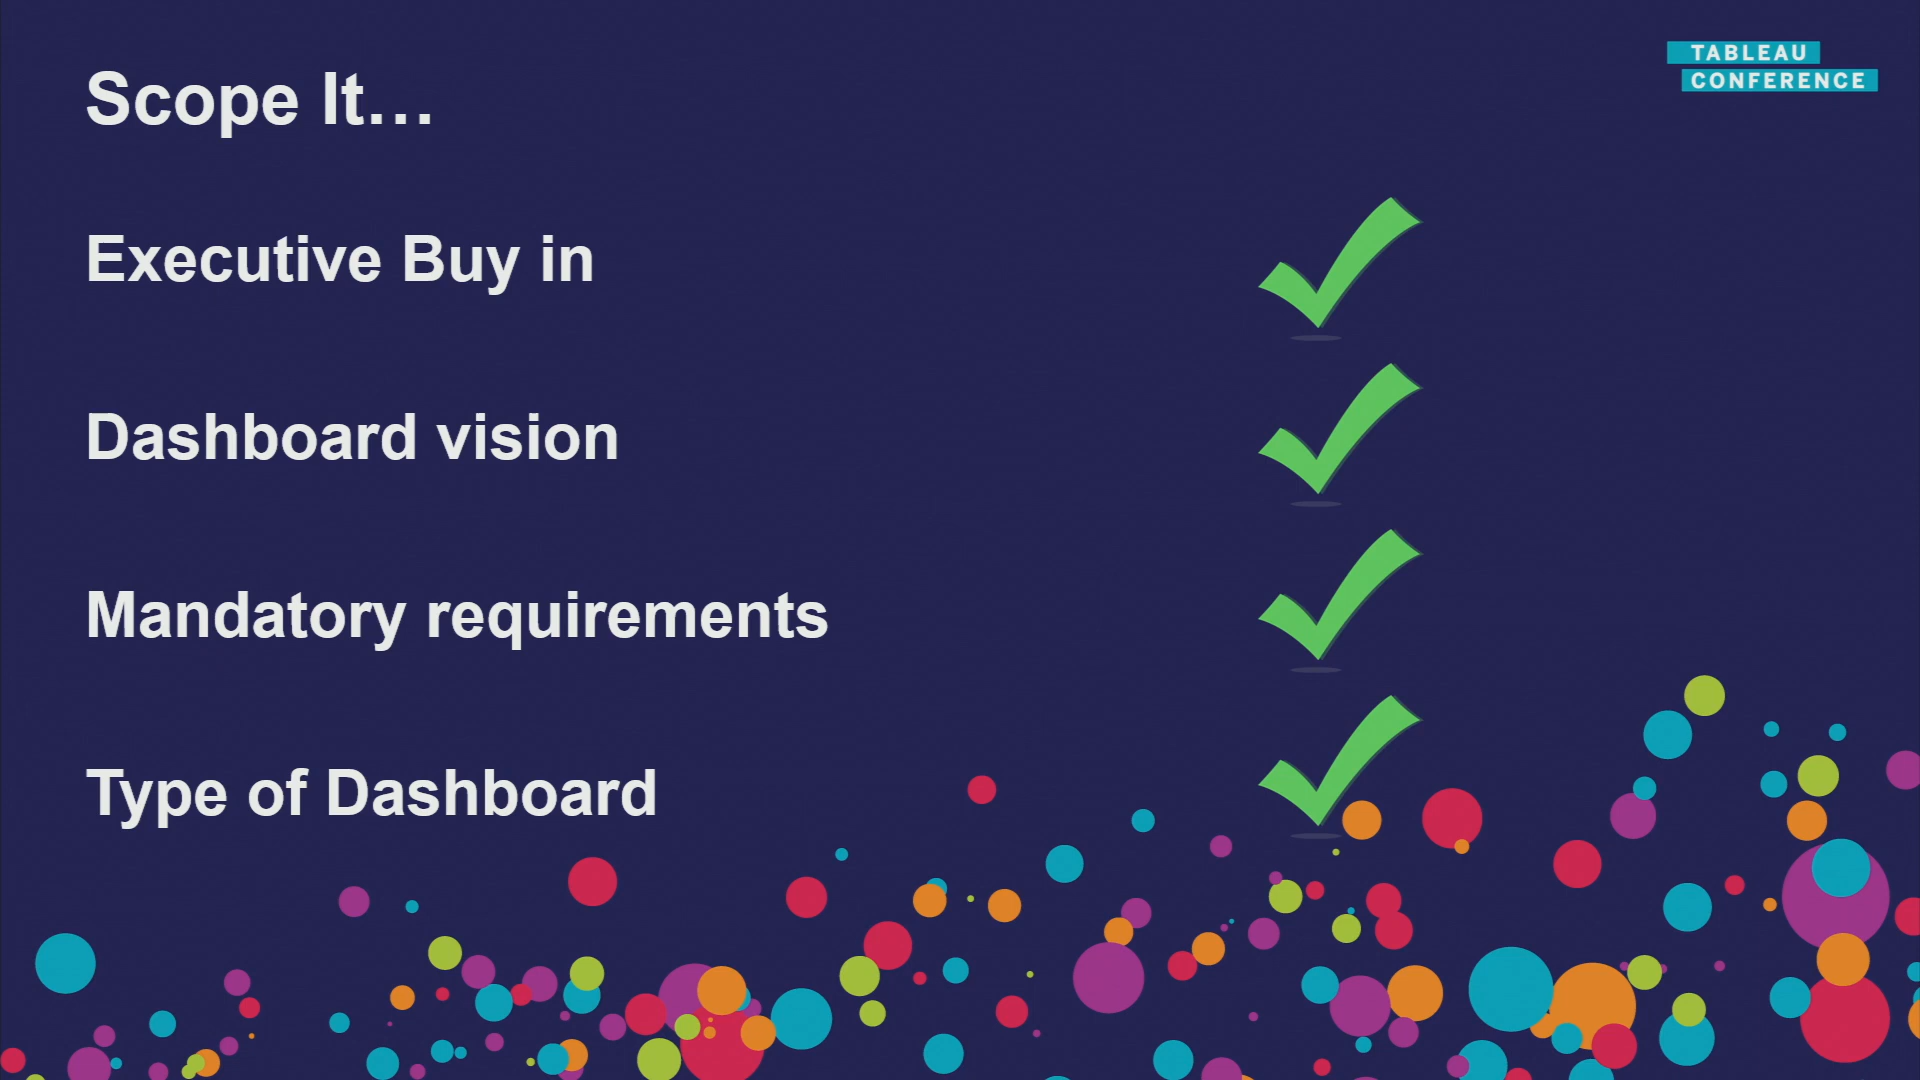 Scope It…
TABLEAU
CONFERENCE
Executive Buy in
Dashboard vision
Mandatory requirements
Type of Dashboard